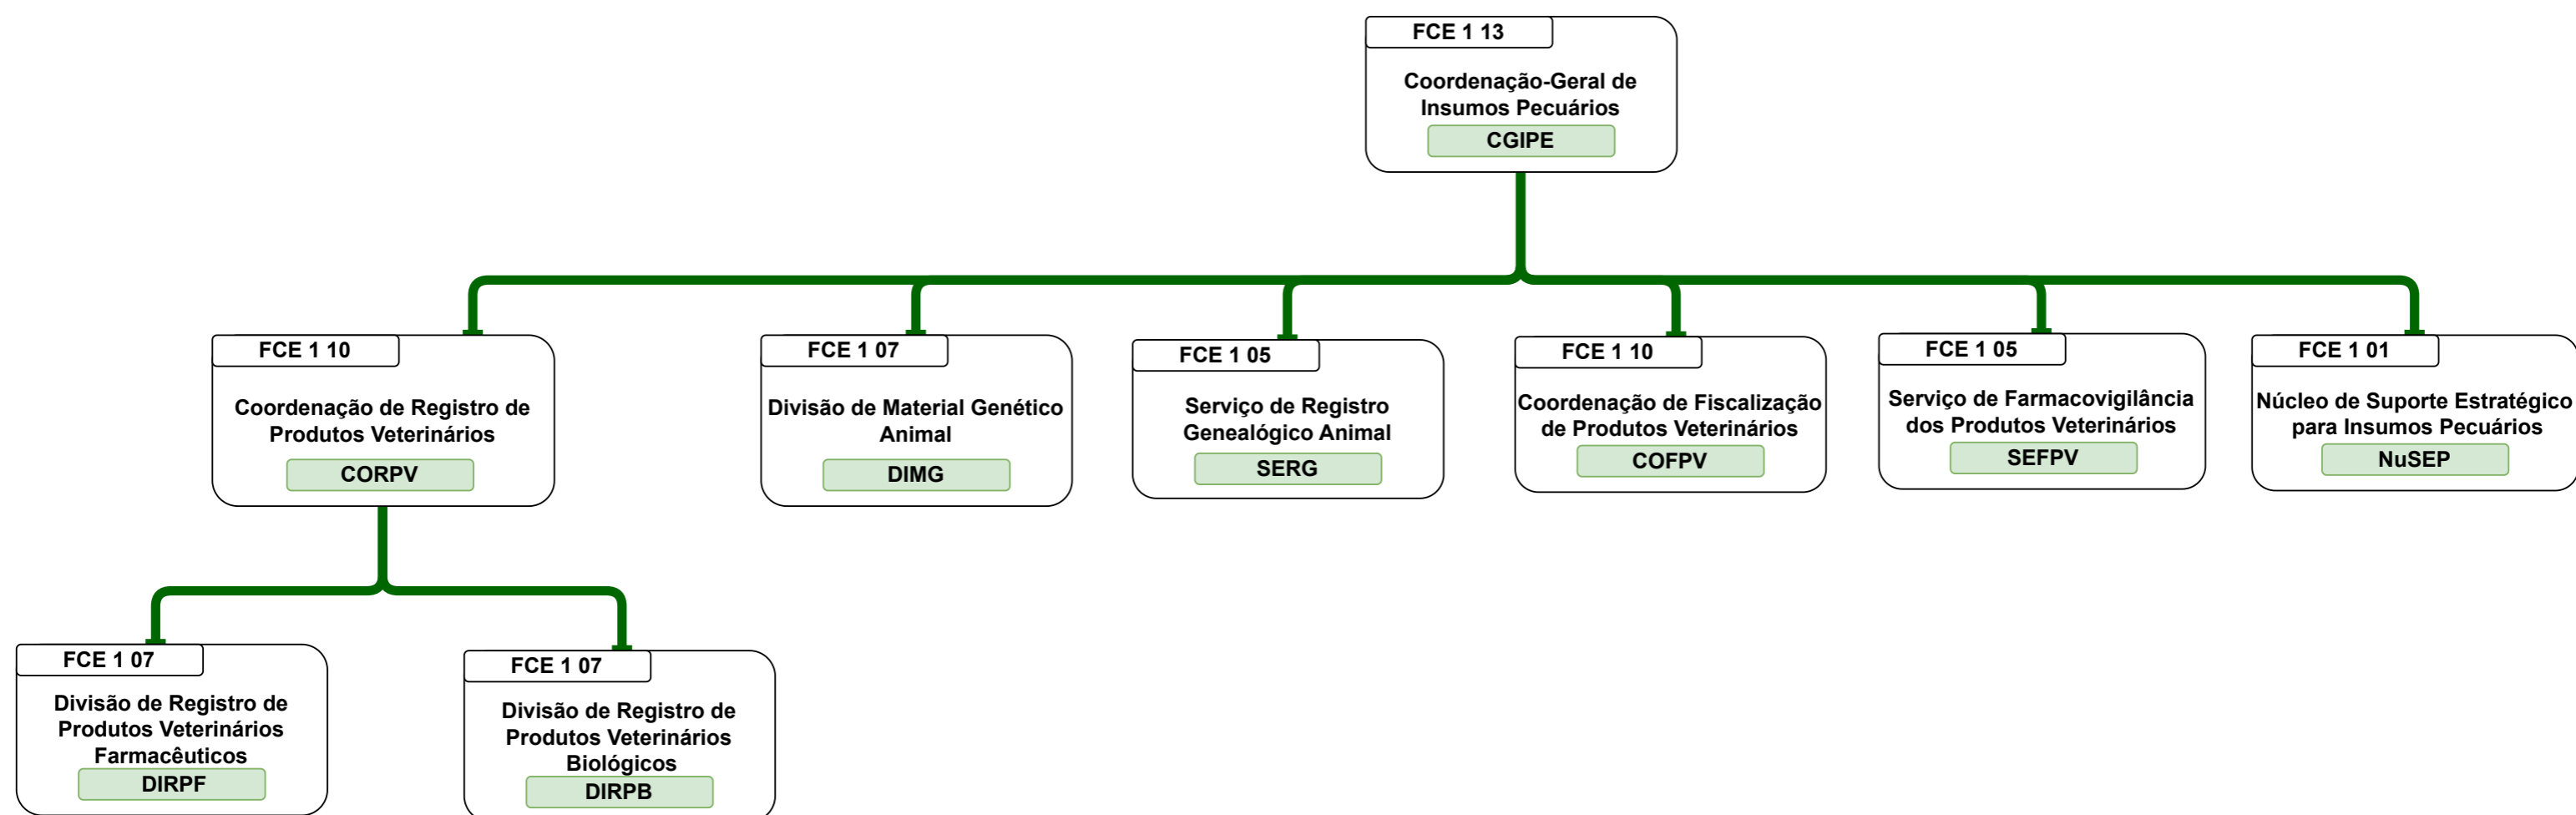 FCE 1 13
Coordenação-Geral de
Insumos Pecuários
CGIPE
FCE 1 10
Coordenação de Registro de
Produtos Veterinários
CORPV
FCE 1 07
Divisão de Material Genético
Animal
DIMG
FCE 1 05
Serviço de Registro
Genealógico Animal
SERG
FCE 1 10
Coordenação de Fiscalização
de Produtos Veterinários
COFPV
FCE 1 05
Serviço de Farmacovigilância
dos Produtos Veterinários
SEFPV
FCE 1 01
Núcleo de Suporte Estratégico
para Insumos Pecuários
NuSEP
FCE 1 07
Divisão de Registro de
Produtos Veterinários
Farmacêuticos
DIRPF
FCE 1 07
Divisão de Registro de
Produtos Veterinários
Biológicos
DIRPB